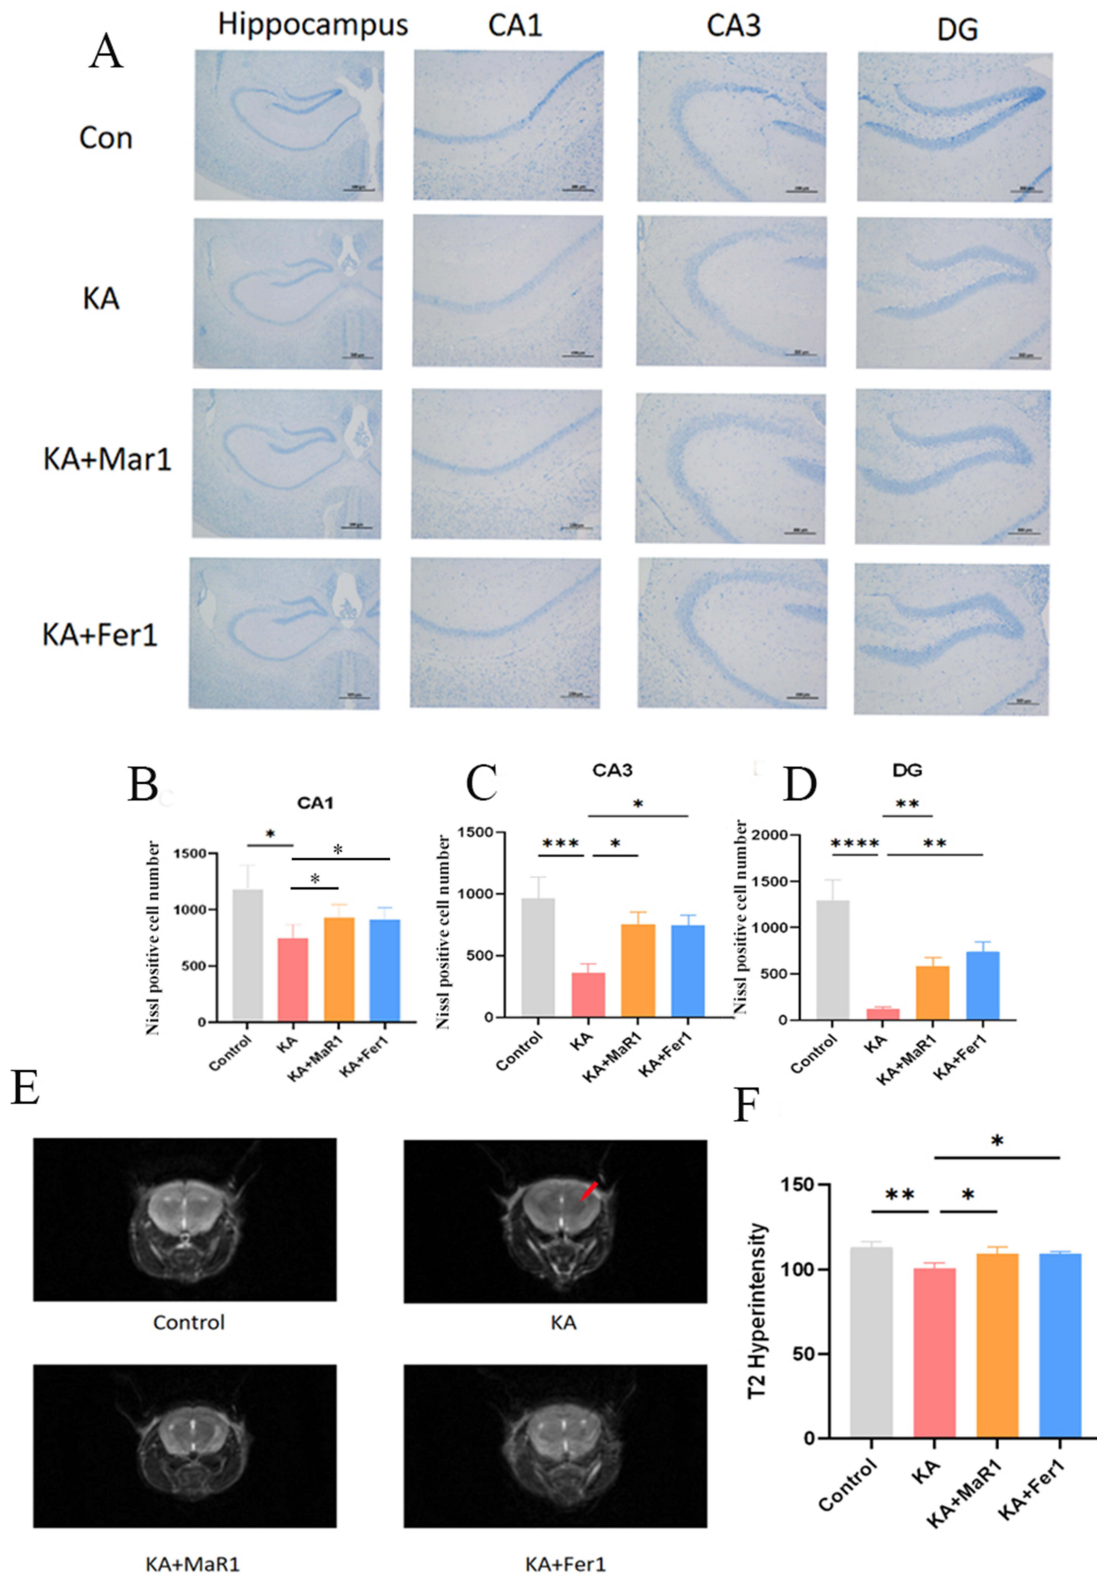 A
Hippocampus CA1 CA3 DG
Con
KA
KA+Mar1
KA+Fer1
B
CA1
Nissl positive cell number
1500
1000
500
0
* * *
Control KA KA+MaR1 KA+Fer1
C
CA3
Nissl positive cell number
1500
1000
500
0
*** * *
Control KA KA+MaR1 KA+Fer1
D
DG
Nissl positive cell number
2000
1500
1000
500
0
**** ** **
Control KA KA+MaR1 KA+Fer1
E
Control KA
KA+MaR1 KA+Fer1
F
T2 Hyperintensity
150
100
50
0
** * *
Control KA KA+MaR1 KA+Fer1